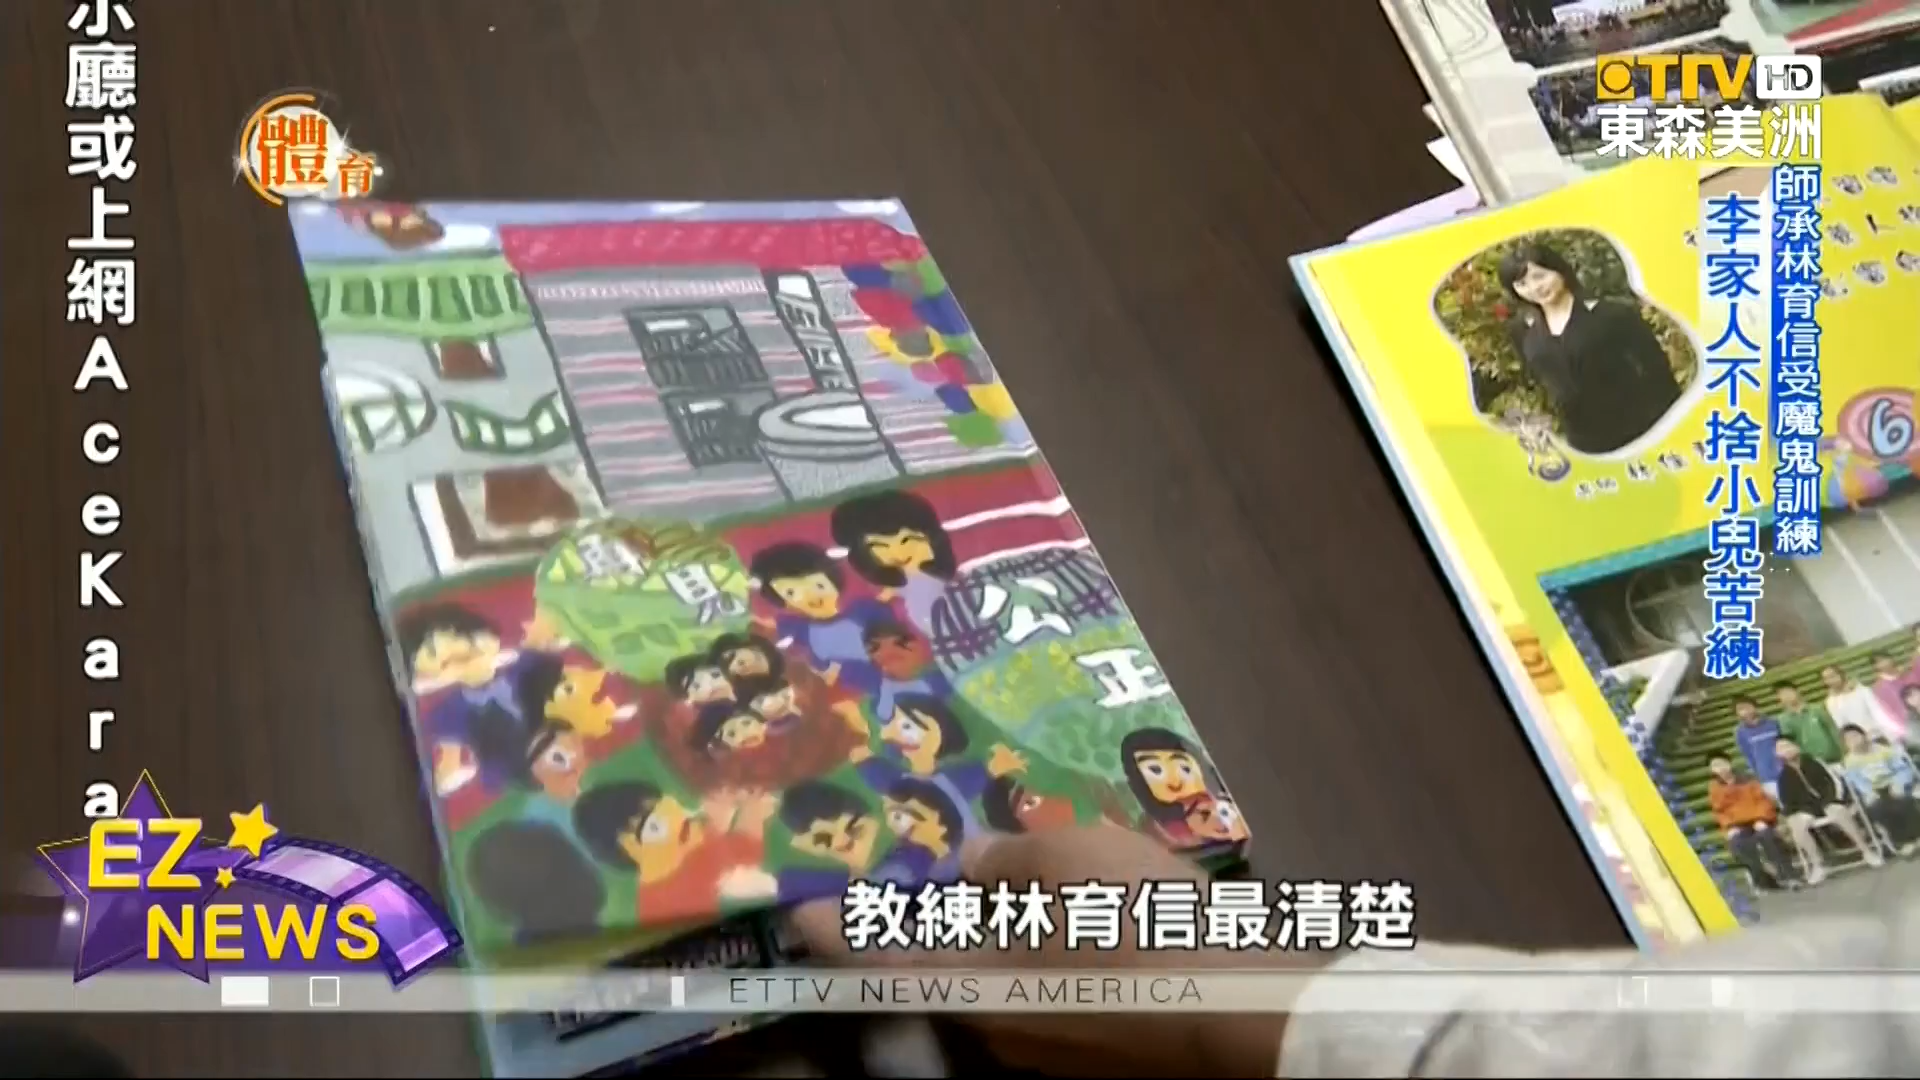 廳或上網AceKara
體育
ETTV HD
東森美洲
師承林育信受魔鬼訓練
李家人不捨小兒苦練
公
正
6
EZ
NEWS
教練林育信最清楚
ETTV NEWS AMERICA